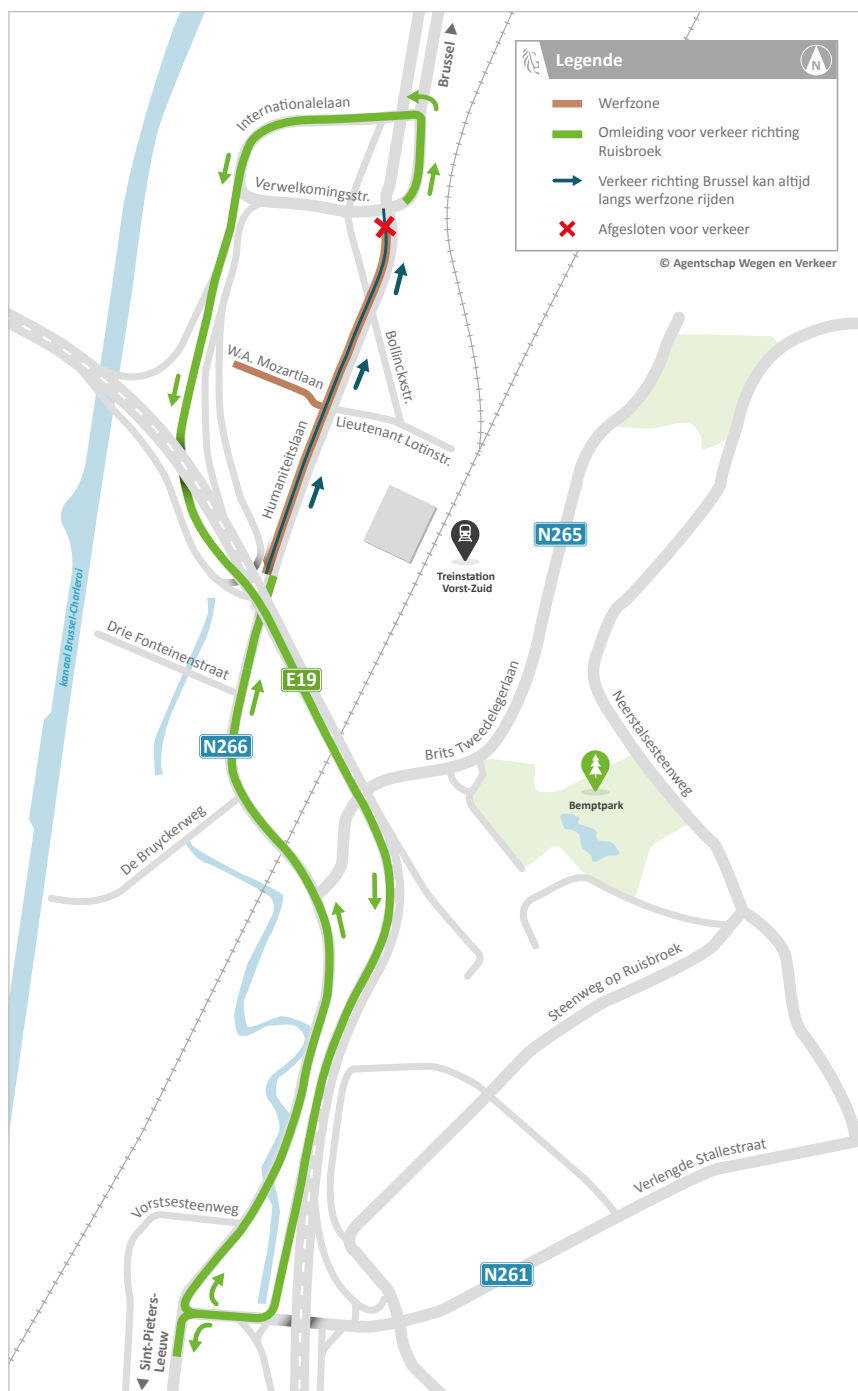 Brussel
Legende
N
Werfzone
Omleiding voor verkeer richting
Ruisbroek
Verkeer richting Brussel kan altijd
langs werfzone rijden
Afgesloten voor verkeer
© Agentschap Wegen en Verkeer
Internationalelaan
Verwelkomingsstr.
W.A. Mozartlaan
Bollinckxstr.
Lieutenant Lotinstr.
Humaniteitslaan
kanaal Brussel-Charleroi
Treinstation
Vorst-Zuid
N265
Drie Fonteinenstraat
E19
N266
Brits Tweedelegerlaan
Neerstalsesteenweg
Bemptpark
De Bruyckerweg
Steenweg op Ruisbroek
Verlengde Stallestraat
Vorstsesteenweg
N261
Sint-Pieters-
Leeuw